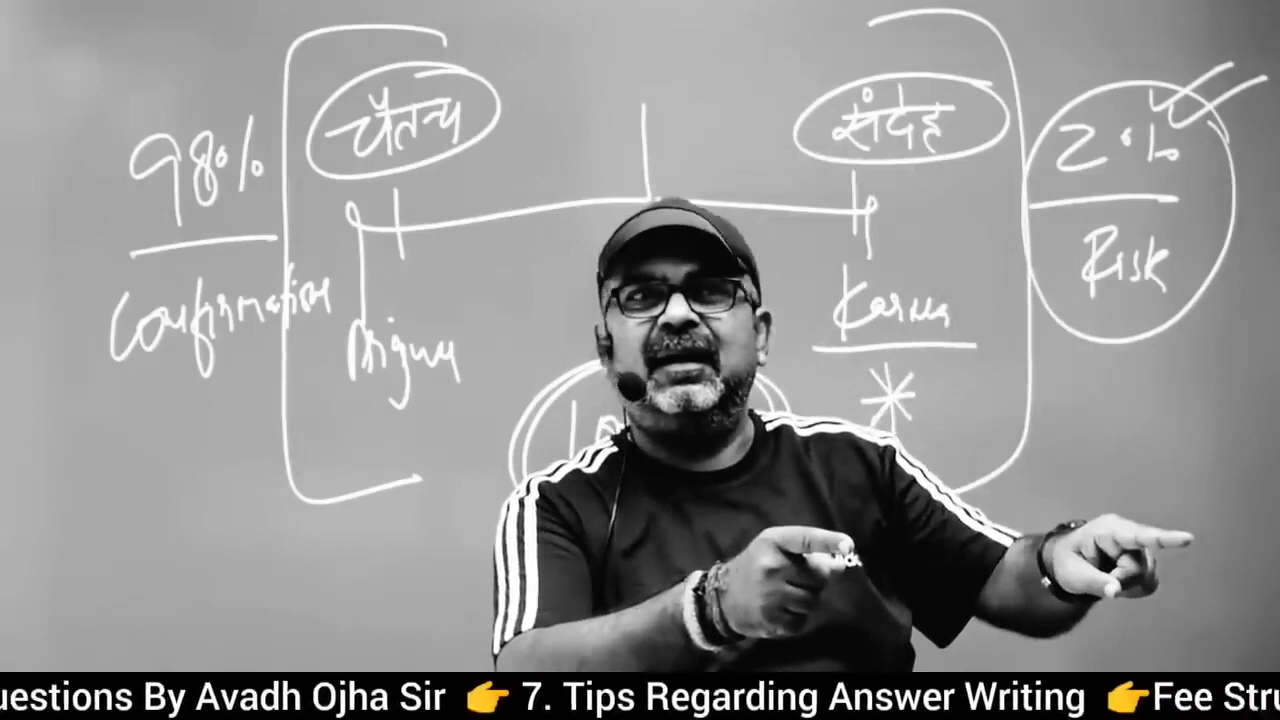 चैतन्य
संदेह
98%
2%
Confirmation
Risk
Karma
*
uestions By Avadh Ojha Sir 👉 7. Tips Regarding Answer Writing 👉Fee Stru